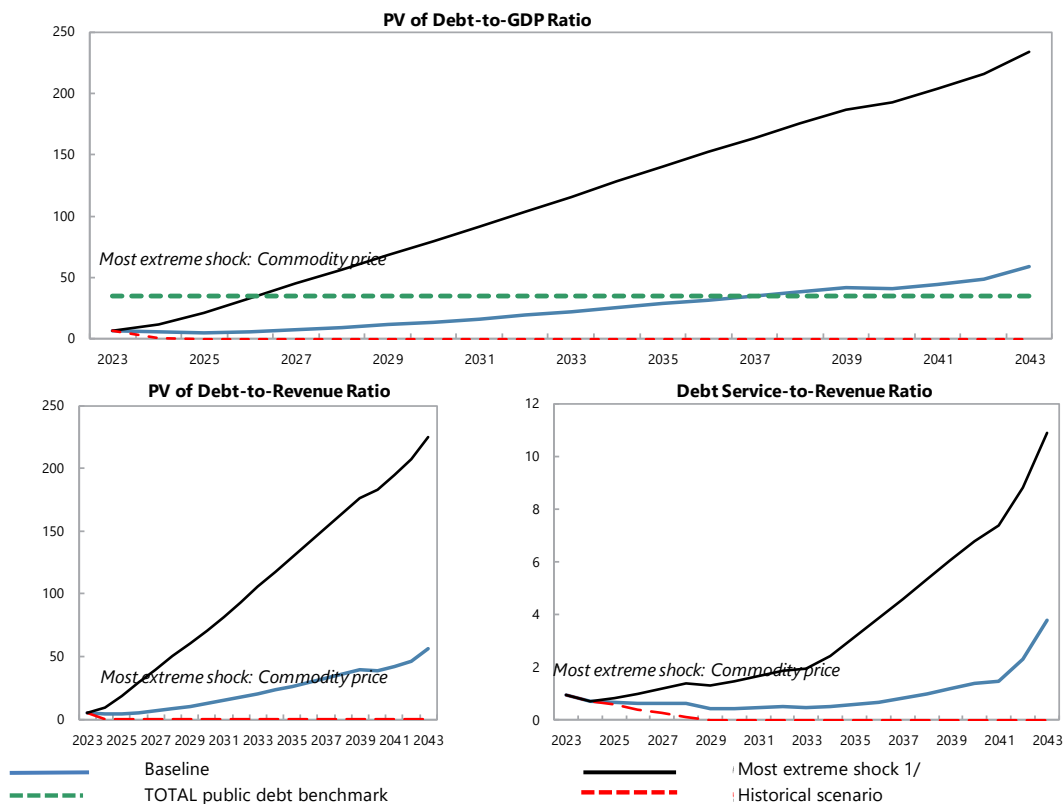 PV of Debt-to-GDP Ratio
250
200
150
100
50
0
Most extreme shock: Commodity price
2023 2025 2027 2029 2031 2033 2035 2037 2039 2041 2043
PV of Debt-to-Revenue Ratio
250
200
150
100
50
0
Most extreme shock: Commodity price
2023 2025 2027 2029 2031 2033 2035 2037 2039 2041 2043
Debt Service-to-Revenue Ratio
12
10
8
6
4
2
0
Most extreme shock: Commodity price
2023 2025 2027 2029 2031 2033 2035 2037 2039 2041 2043
Baseline
Most extreme shock 1/
TOTAL public debt benchmark
Historical scenario